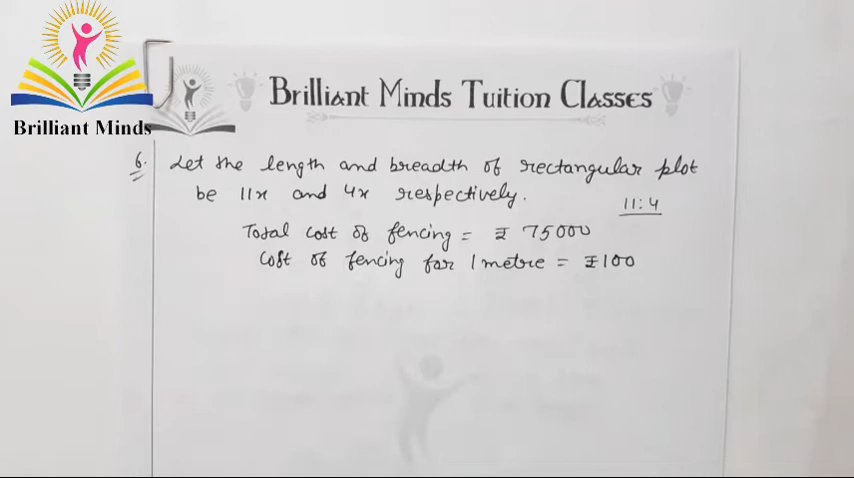 Brilliant Minds Tuition Classes
Brilliant Minds
6. Let the length and breadth of rectangular plot
be 11x and 4x respectively.
11:4
Total cost of fencing = ₹ 75000
Cost of fencing for 1 metre = ₹100